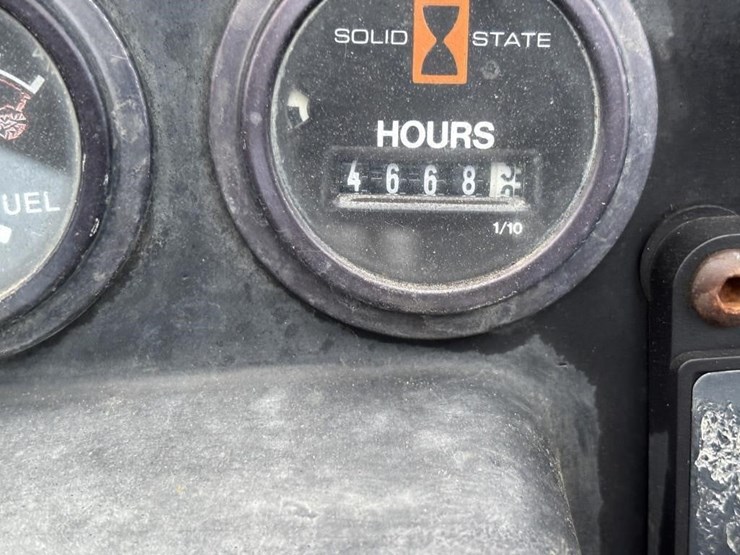 SOLID STATE
HOURS
4668
1/10
UEL